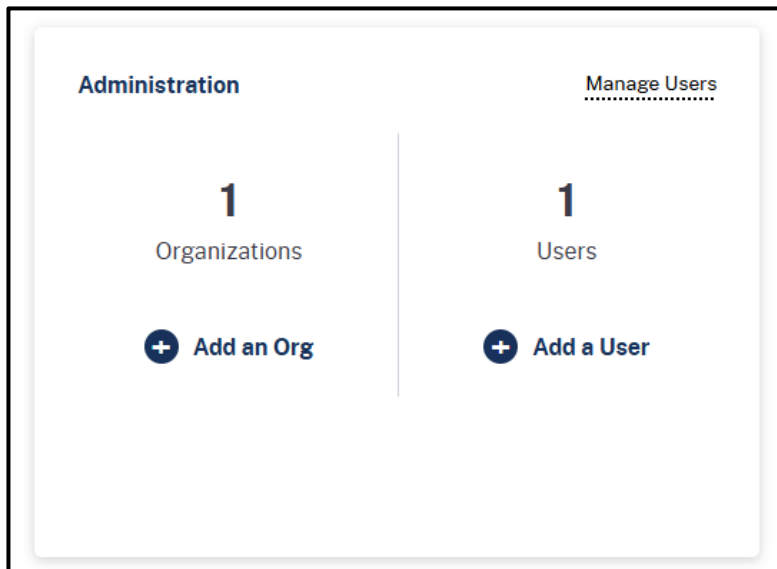 Administration
Manage Users
1
Organizations
Add an Org
1
Users
Add a User